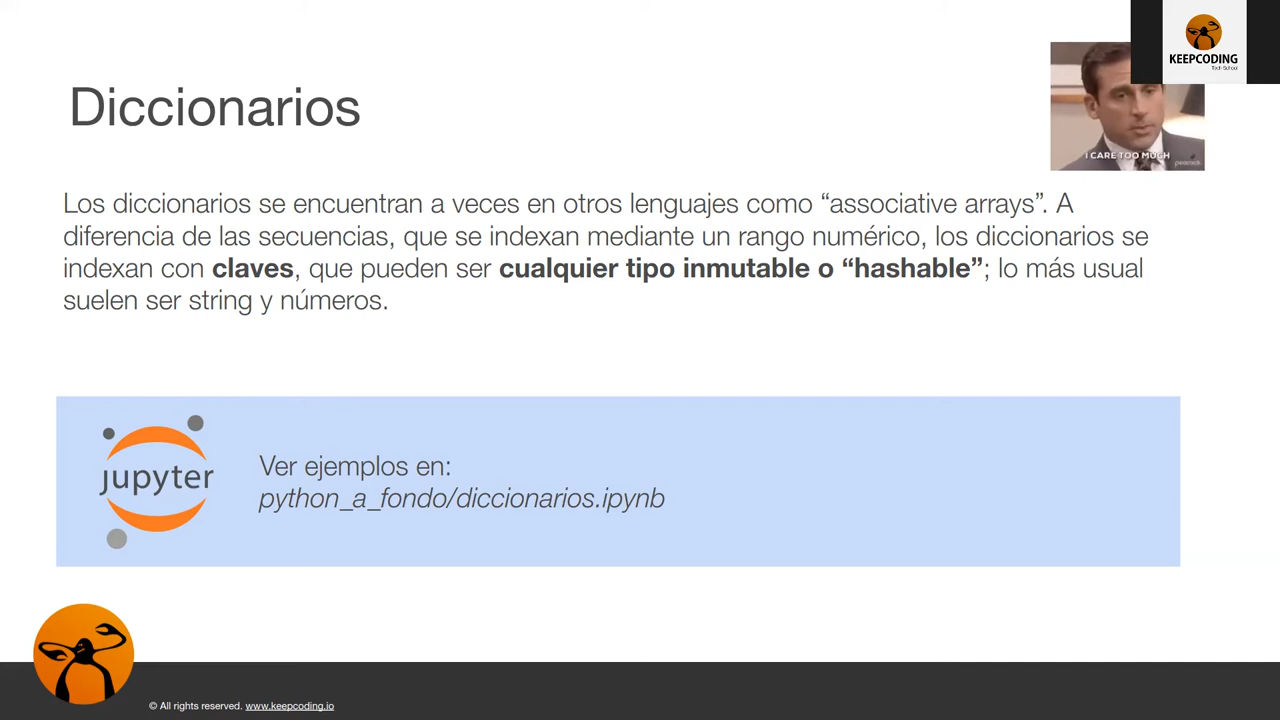 KEEPCODING
Tech School
Diccionarios
I CARE TOO MUCH
peacock
Los diccionarios se encuentran a veces en otros lenguajes como “associative arrays”. A
diferencia de las secuencias, que se indexan mediante un rango numérico, los diccionarios se
indexan con claves, que pueden ser cualquier tipo inmutable o “hashable”; lo más usual
suelen ser string y números.
jupyter
Ver ejemplos en:
python_a_fondo/diccionarios.ipynb
© All rights reserved. www.keepcoding.io